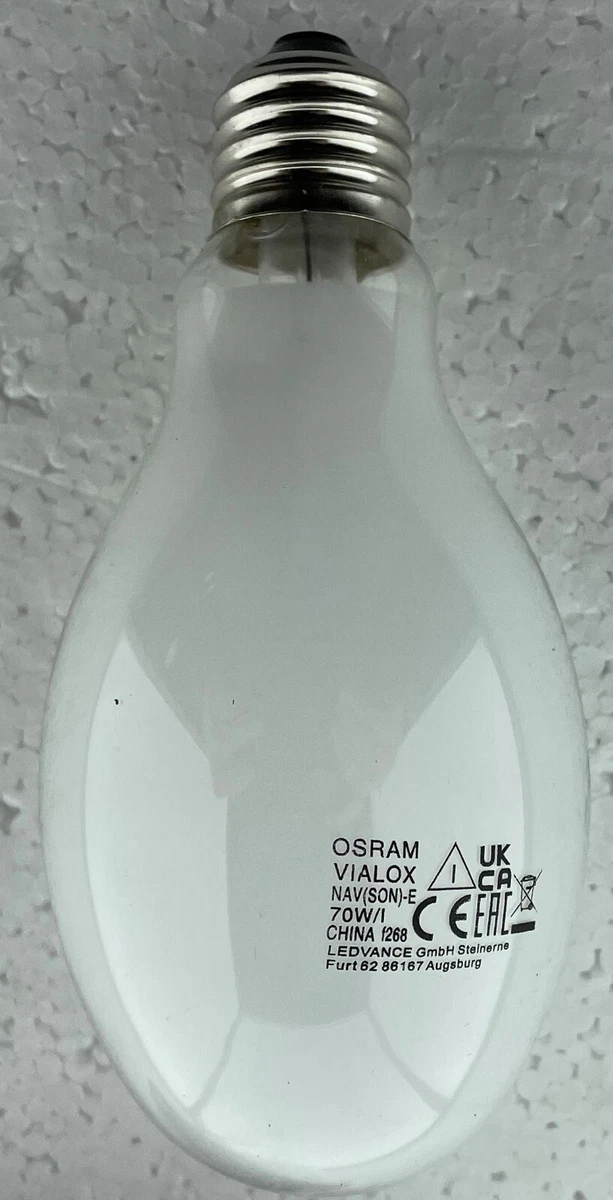 OSRAM
VIALOX
NAV(SON)-E
70W/I
CHINA f268
LEDVANCE GmbH Steinerne
Furt 62 86167 Augsburg
UK
CA
CE EAC